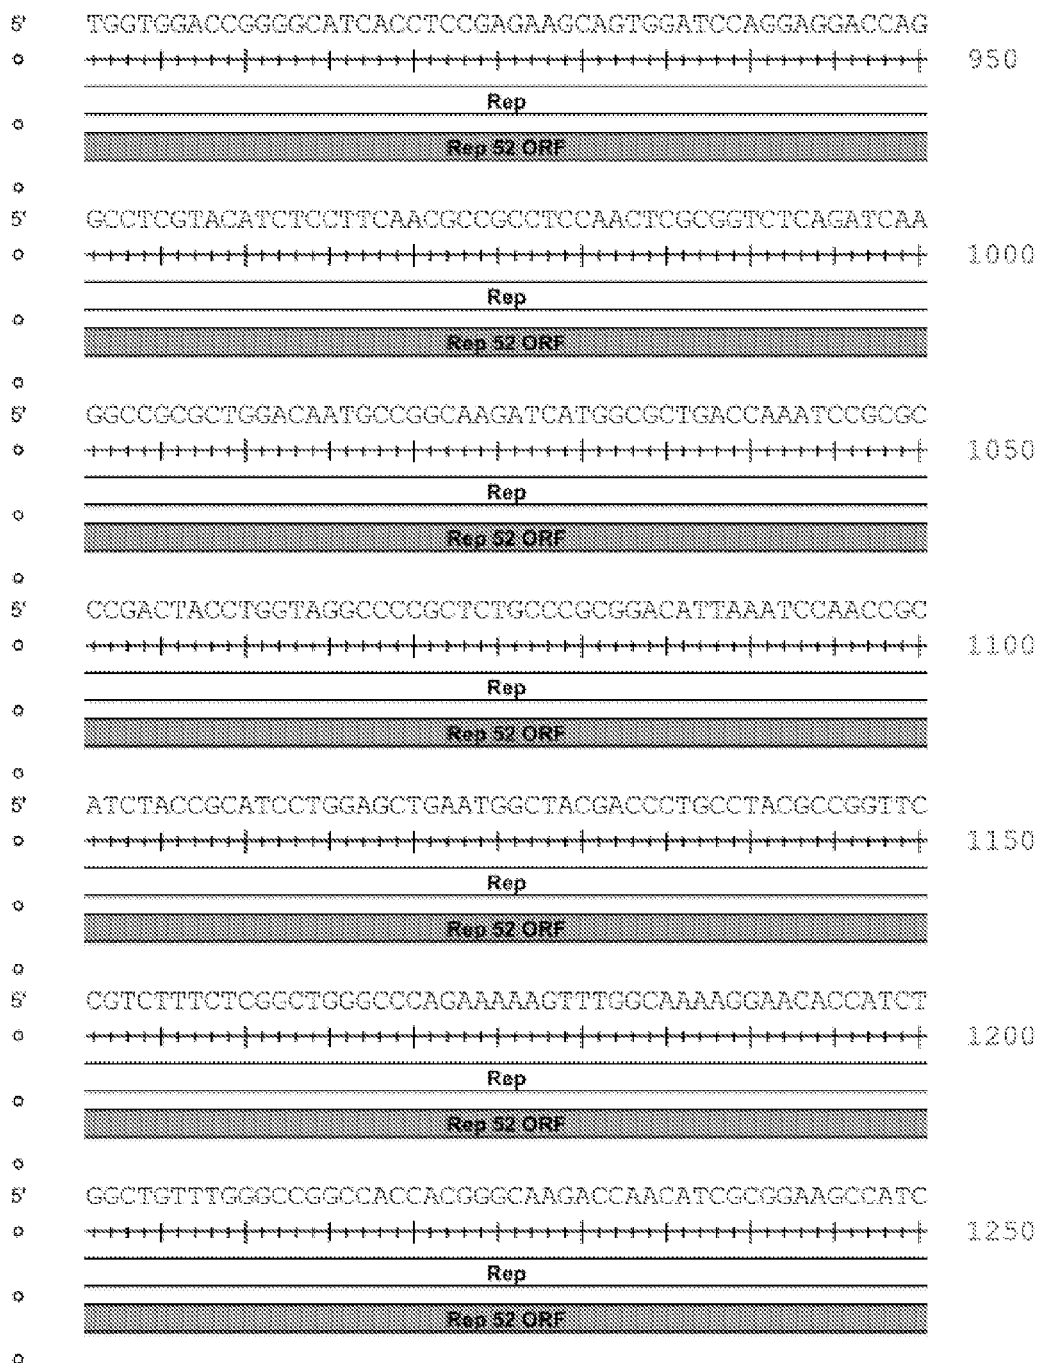 5' TGGTGGACCGGGGCATCACCTCCGAGAAGCAGTGGATCCAGGAGGACCAG
950
Rep
Rep 52 ORF
5' GCCTCGTACATCTCCTTCAACGCCGCCTCCAACTCGCGGTCTCAGATCAA
1000
Rep
Rep 52 ORF
5' GGCCGCGCTGGACAATGCCGGCAAGATCATGGCGCTGACCAAATCCGCGC
1050
Rep
Rep 52 ORF
5' CCGACTACCTGGTAGGCCCCGCTCTGCCCGCGGACATTAAATCCAACCGC
1100
Rep
Rep 52 ORF
5' ATCTACCGCATCCTGGAGCTGAATGGCTACGACCCTGCCTACGCCGGTTC
1150
Rep
Rep 52 ORF
5' CGTCTTTCTCGGCTGGGCCCAGAAAAAGTTTGGCAAAAGGAACACCATCT
1200
Rep
Rep 52 ORF
5' GGCTGTTTGGGCCGGCCACCACGGGCAAGACCAACATCGCGGAAGCCATC
1250
Rep
Rep 52 ORF